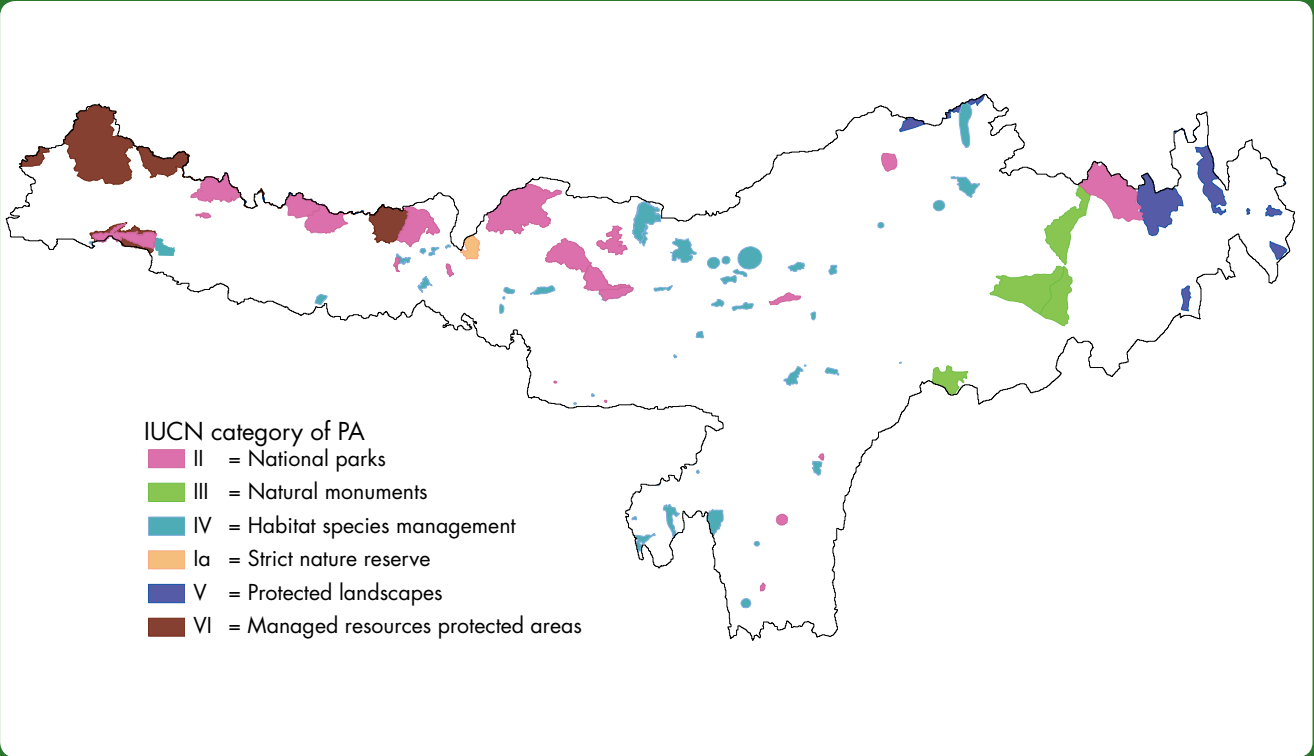 IUCN category of PA
II = National parks
III = Natural monuments
IV = Habitat species management
Ia = Strict nature reserve
V = Protected landscapes
VI = Managed resources protected areas